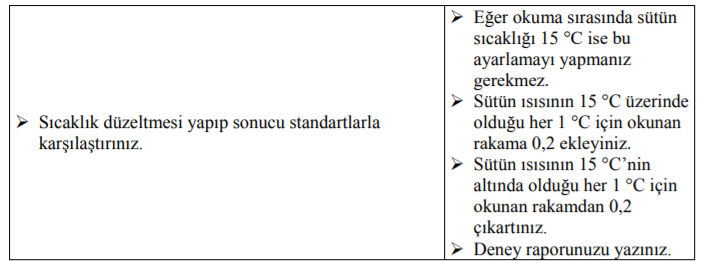 ➢ Sıcaklık düzeltmesi yapıp sonucu standartlarla
karşılaştırınız.
➢ Eğer okuma sırasında sütün
sıcaklığı 15 °C ise bu
ayarlamayı yapmanız
gerekmez.
➢ Sütün ısısının 15 °C üzerinde
olduğu her 1 °C için okunan
rakama 0,2 ekleyiniz.
➢ Sütün ısısının 15 °C’nin
altında olduğu her 1 °C için
okunan rakamdan 0,2
çıkartınız.
➢ Deney raporunuzu yazınız.